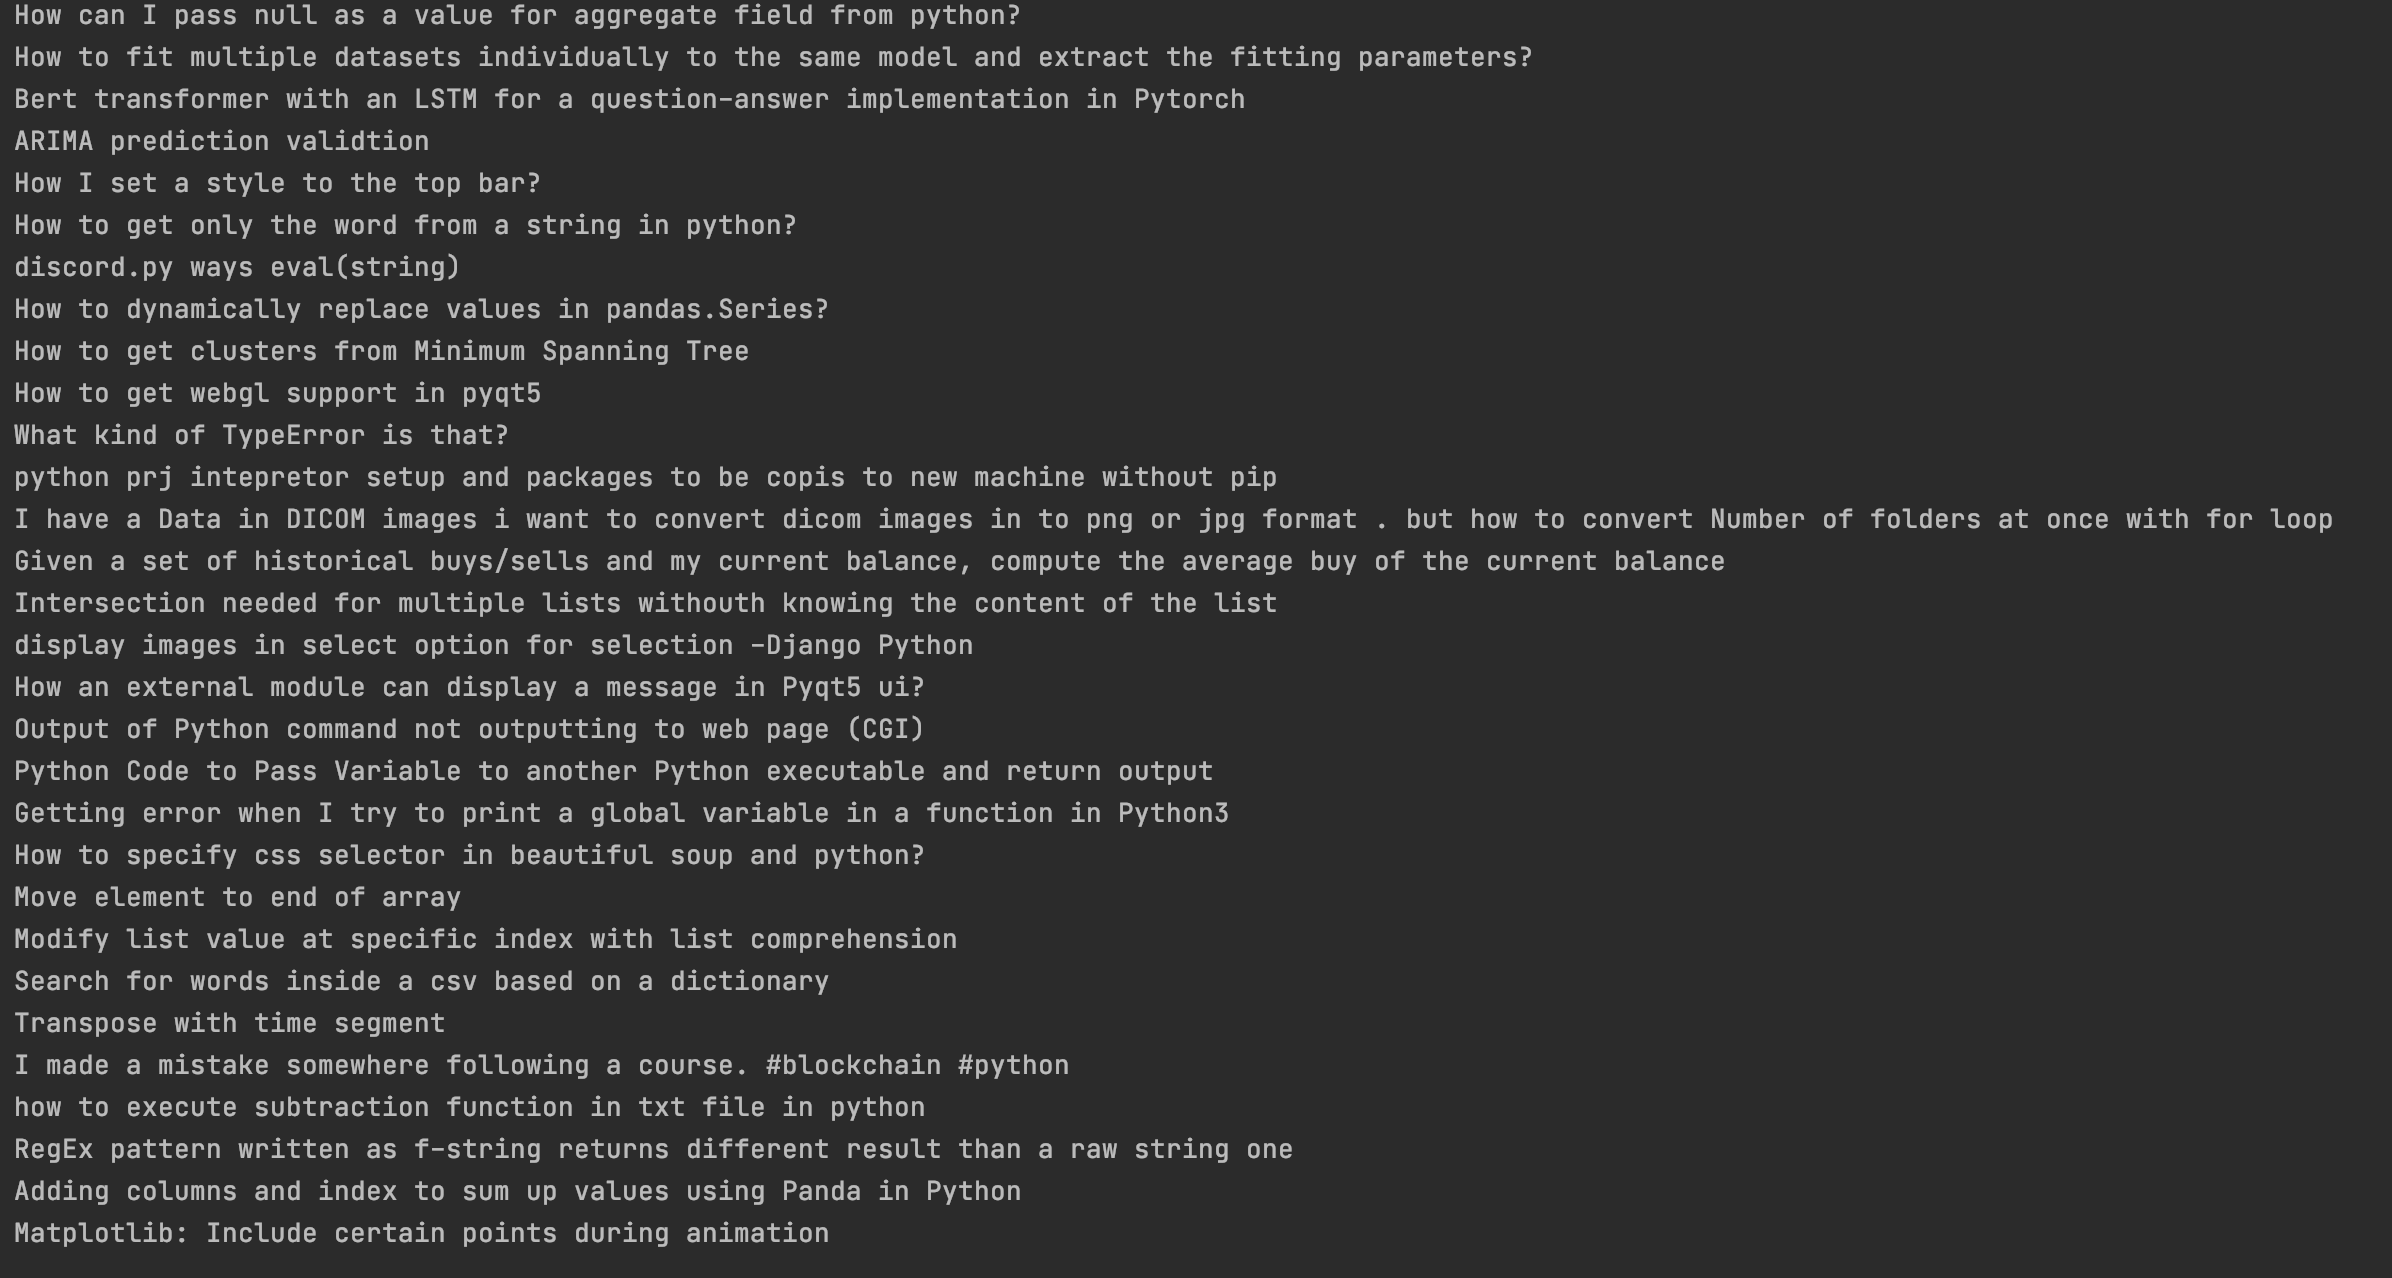 How can I pass null as a value for aggregate field from python?
How to fit multiple datasets individually to the same model and extract the fitting parameters?
Bert transformer with an LSTM for a question-answer implementation in Pytorch
ARIMA prediction validtion
How I set a style to the top bar?
How to get only the word from a string in python?
discord.py ways eval(string)
How to dynamically replace values in pandas.Series?
How to get clusters from Minimum Spanning Tree
How to get webgl support in pyqt5
What kind of TypeError is that?
python prj intepretor setup and packages to be copis to new machine without pip
I have a Data in DICOM images i want to convert dicom images in to png or jpg format . but how to convert Number of folders at once with for loop
Given a set of historical buys/sells and my current balance, compute the average buy of the current balance
Intersection needed for multiple lists withouth knowing the content of the list
display images in select option for selection -Django Python
How an external module can display a message in Pyqt5 ui?
Output of Python command not outputting to web page (CGI)
Python Code to Pass Variable to another Python executable and return output
Getting error when I try to print a global variable in a function in Python3
How to specify css selector in beautiful soup and python?
Move element to end of array
Modify list value at specific index with list comprehension
Search for words inside a csv based on a dictionary
Transpose with time segment
I made a mistake somewhere following a course. #blockchain #python
how to execute subtraction function in txt file in python
RegEx pattern written as f-string returns different result than a raw string one
Adding columns and index to sum up values using Panda in Python
Matplotlib: Include certain points during animation